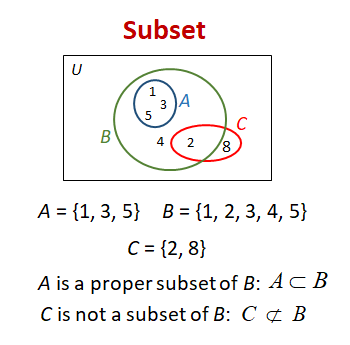 Subset
U
1
3
A
5
C
B
4
2
8
A = {1, 3, 5} B = {1, 2, 3, 4, 5}
C = {2, 8}
A is a proper subset of B: A ⊂ B
C is not a subset of B: C ⊄ B